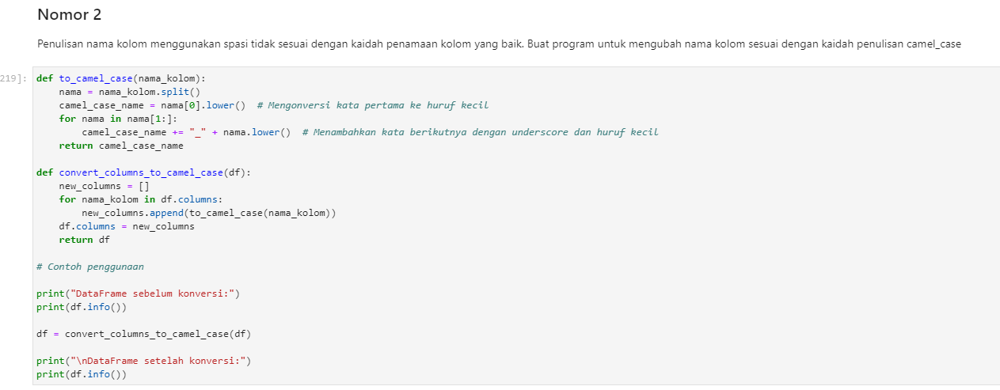 Nomor 2
Penulisan nama kolom menggunakan spasi tidak sesuai dengan kaidah penamaan kolom yang baik. Buat program untuk mengubah nama kolom sesuai dengan kaidah penulisan camel_case
219]:
def to_camel_case(nama_kolom):
    nama = nama_kolom.split()
    camel_case_name = nama[0].lower()  # Mengonversi kata pertama ke huruf kecil
    for nama in nama[1:]:
        camel_case_name += "_" + nama.lower()  # Menambahkan kata berikutnya dengan underscore dan huruf kecil
    return camel_case_name

def convert_columns_to_camel_case(df):
    new_columns = []
    for nama_kolom in df.columns:
        new_columns.append(to_camel_case(nama_kolom))
    df.columns = new_columns
    return df

# Contoh penggunaan

print("DataFrame sebelum konversi:")
print(df.info())

df = convert_columns_to_camel_case(df)

print("\nDataFrame setelah konversi:")
print(df.info())